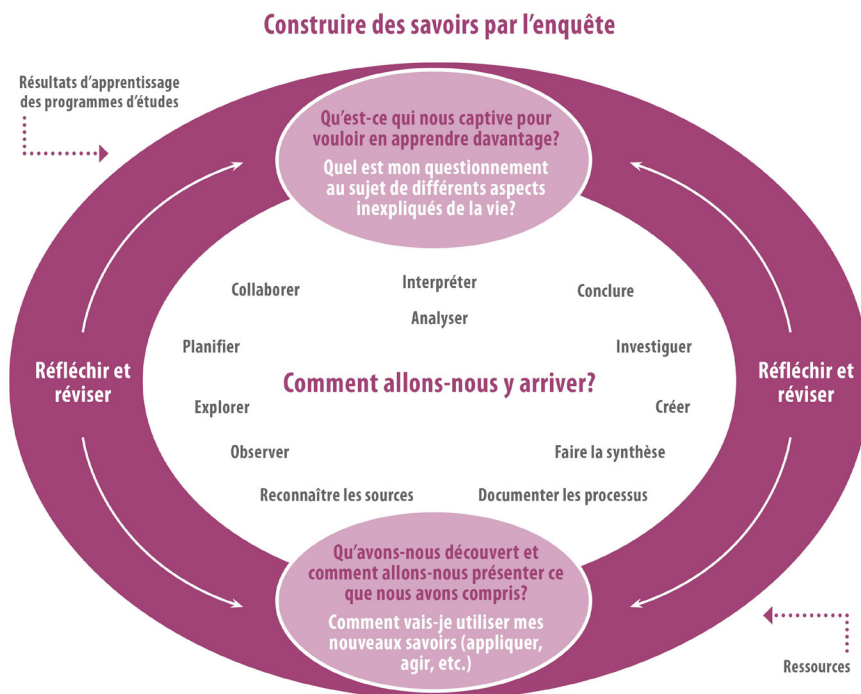 Construire des savoirs par l’enquête
Résultats d’apprentissage
des programmes d’études
Qu’est-ce qui nous captive pour
vouloir en apprendre davantage?
Quel est mon questionnement
au sujet de différents aspects
inexpliqués de la vie?
Collaborer
Interpréter
Conclure
Analyser
Planifier
Investiguer
Réfléchir et
réviser
Comment allons-nous y arriver?
Réfléchir et
réviser
Explorer
Créer
Observer
Faire la synthèse
Reconnaître les sources
Documenter les processus
Qu’avons-nous découvert et
comment allons-nous présenter ce
que nous avons compris?
Comment vais-je utiliser mes
nouveaux savoirs (appliquer,
agir, etc.)
Ressources